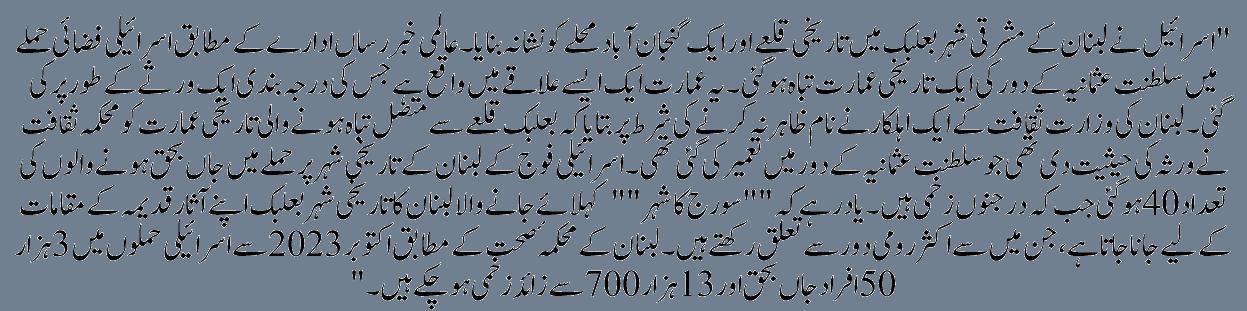 "اسرائیل نے لبنان کے مشرقی شہر بعلبک میں تاریخی قلعے اور ایک گنجان آباد محلے کو نشانہ بنایا۔ عالمی خبر رساں ادارے کے مطابق اسرائیلی فضائی حملے
میں سلطنت عثمانیہ کے دور کی ایک تاریخی عمارت تباہ ہوگئی۔ یہ عمارت ایک ایسے علاقے میں واقع ہے جس کی درجہ بندی ایک ورثے کے طور پر کی
گئی۔ لبنان کی وزارت ثقافت کے ایک اہلکار نے نام ظاہر نہ کرنے کی شرط پر بتایا کہ بعلبک قلعے سے متصل تباہ ہونے والی تاریخی عمارت کو محکمہ ثقافت
نے ورثہ کی حیثیت دی تھی جو سلطنت عثمانیہ کے دور میں تعمیر کی گئی تھی۔ اسرائیلی فوج کے لبنان کے تاریخی شہر پر حملے میں جاں بحق ہونے والوں کی
تعداد 40 ہوگئی جب کہ درجنوں زخمی ہیں۔ یاد رہے کہ ""سورج کا شہر"" کہلائے جانے والا لبنان کا تاریخی شہر بعلبک اپنے آثار قدیمہ کے مقامات
کے لیے جانا جاتا ہے، جن میں سے اکثر رومی دور سے تعلق رکھتے ہیں۔ لبنان کے محکمہ صحت کے مطابق اکتوبر 2023 سے اسرائیلی حملوں میں 3 ہزار
50 افراد جاں بحق اور 13 ہزار 700 سے زائد زخمی ہو چکے ہیں۔"